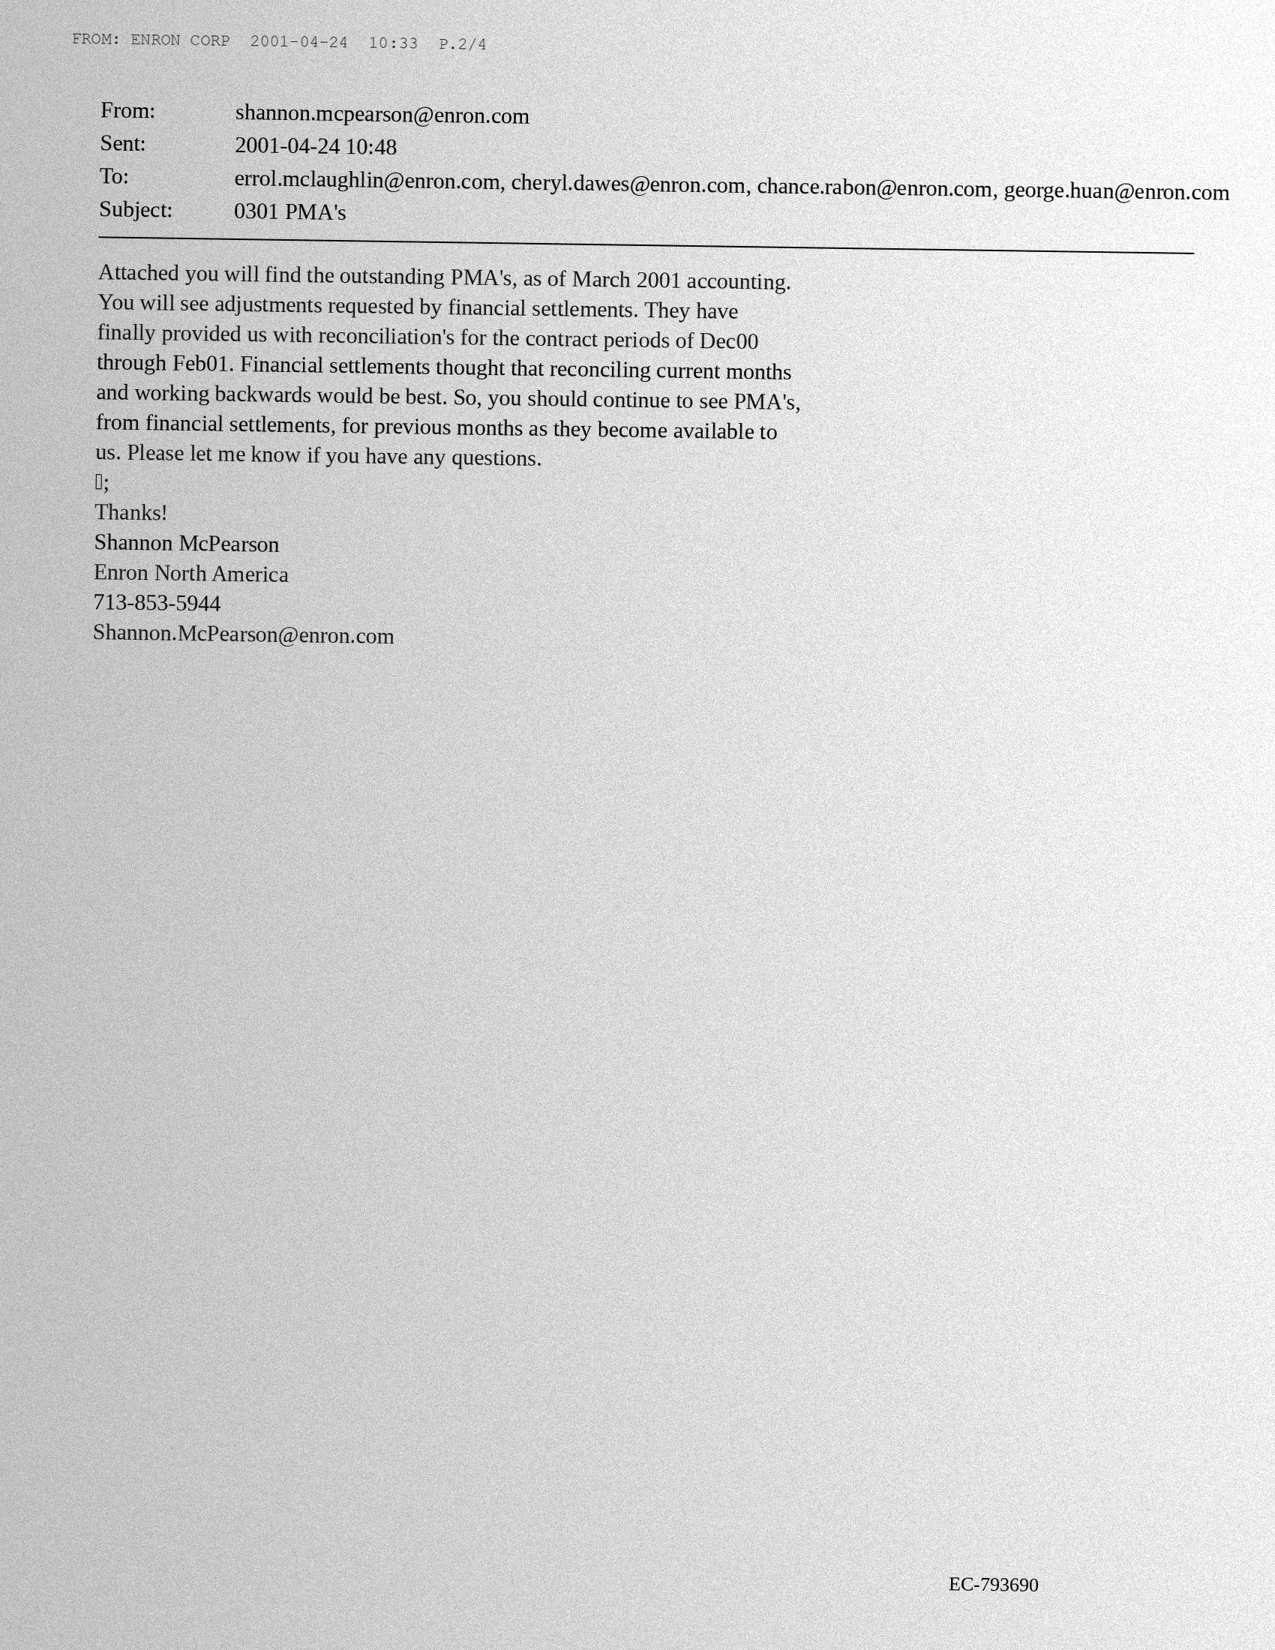 FROM: ENRON CORP  2001-04-24  10:33  P.2/4
From: shannon.mcpearson@enron.com
Sent: 2001-04-24 10:48
To: errol.mclaughlin@enron.com, cheryl.dawes@enron.com, chance.rabon@enron.com, george.huan@enron.com
Subject: 0301 PMA's
Attached you will find the outstanding PMA's, as of March 2001 accounting.
You will see adjustments requested by financial settlements. They have
finally provided us with reconciliation's for the contract periods of Dec00
through Feb01. Financial settlements thought that reconciling current months
and working backwards would be best. So, you should continue to see PMA's,
from financial settlements, for previous months as they become available to
us. Please let me know if you have any questions.
;
Thanks!
Shannon McPearson
Enron North America
713-853-5944
Shannon.McPearson@enron.com
EC-793690